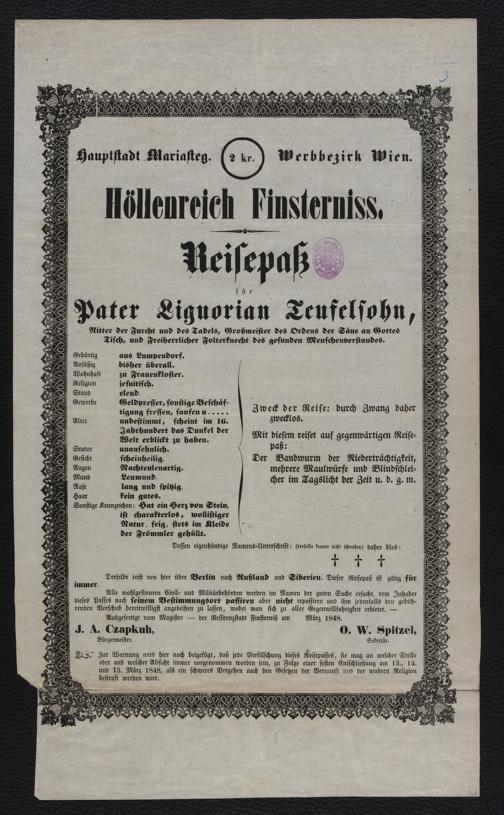 Hauptstadt Mariasteg. 2 kr. Werbbezirk Wien.
Höllenreich Finsterniss.
Reisepaß
für
Pater Liguorian Teufelsohn,
Ritter der Furcht und des Tadels, Großmeister des Ordens der Säue an Gottes
Tisch, und Freiherrlicher Folterknecht des gesunden Menschenverstandes.
Gebürtig aus Lumpendorf.
Ansäßig bisher überall.
Wohnhaft zu Frauenkloster.
Religion jesuitisch.
Stand elend.
Gewerbe Geldpresser, sonstige Beschäf-
tigung fressen, saufen u.....
Alter unbestimmt, scheint im 16.
Jahrhundert das Dunkel der
Welt erblickt zu haben.
Statur unansehnlich.
Gesicht scheinheilig.
Augen Nachteulenartig.
Mund Leumund.
Nase lang und spitzig.
Haar kein gutes.
Sonstige Kennzeichen: Hat ein Herz von Stein,
ist charakterlos, wollistiger
Natur, feig, stets im Kleide
der Frömmler gehüllt.
Zweck der Reise: durch Zwang daher
zwecklos.
Mit diesem reiset auf gegenwärtigen Reise-
paß:
Der Bandwurm der Niederträchtigkeit,
mehrere Maulwürfe und Blindschlei-
cher im Tagslicht der Zeit u. d. g. m.
Dessen eigenhändige Namens-Unterschrift: (derselbe konnte nicht schreiben) daher blos:
† † †
Derselbe reist von hier über Berlin nach Rußland und Siberien. Dieser Reisepaß ist giltig für
immer.
Alle wohlgesinnten Civil- und Militärbehörden werden im Namen der guten Sache ersucht, dem Inhaber
dieses Passes nach seinem Bestimmungsort passiren aber nicht repassiren und ihm jedenfalls den gebüh-
renden Vorschub bereitwilligst angedeihen zu lassen, wobei man sich zu aller Gegenwillfährigkeit erbietet. —
Ausgefertigt vom Magister — der Residenzstadt Finsterniß am März 1848.
J. A. Czapkuh, O. W. Spitzel,
Bürgermeister. Sekretär.
Zur Warnung wird hier noch beigefügt, daß jede Verfälschung dieses Reisepasses, sie mag an welcher Stelle
oder aus welcher Absicht immer vorgenommen worden sein, zu Folge einer festen Entschließung am 13., 14.
und 15. März 1848, als ein schweres Vergehen nach den Gesetzen der Vernunft und der wahren Religion
bestraft werden wird.